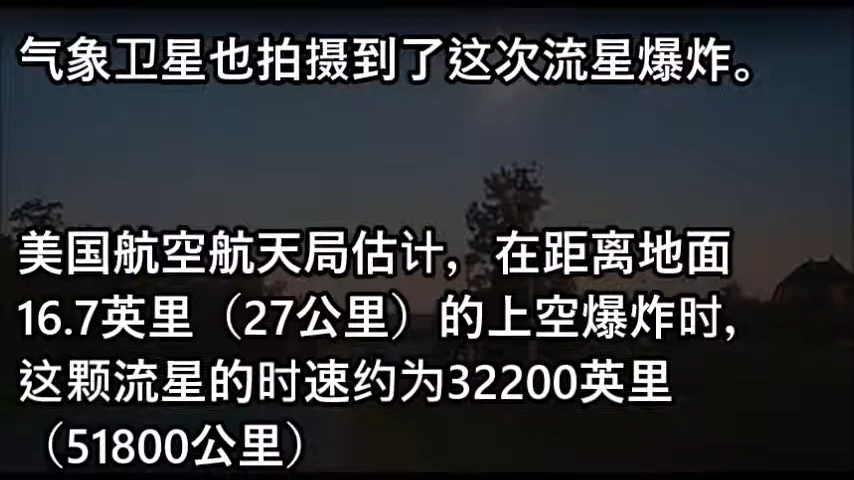 气象卫星也拍摄到了这次流星爆炸。
美国航空航天局估计，在距离地面
16.7英里（27公里）的上空爆炸时，
这颗流星的时速约为32200英里
（51800公里）